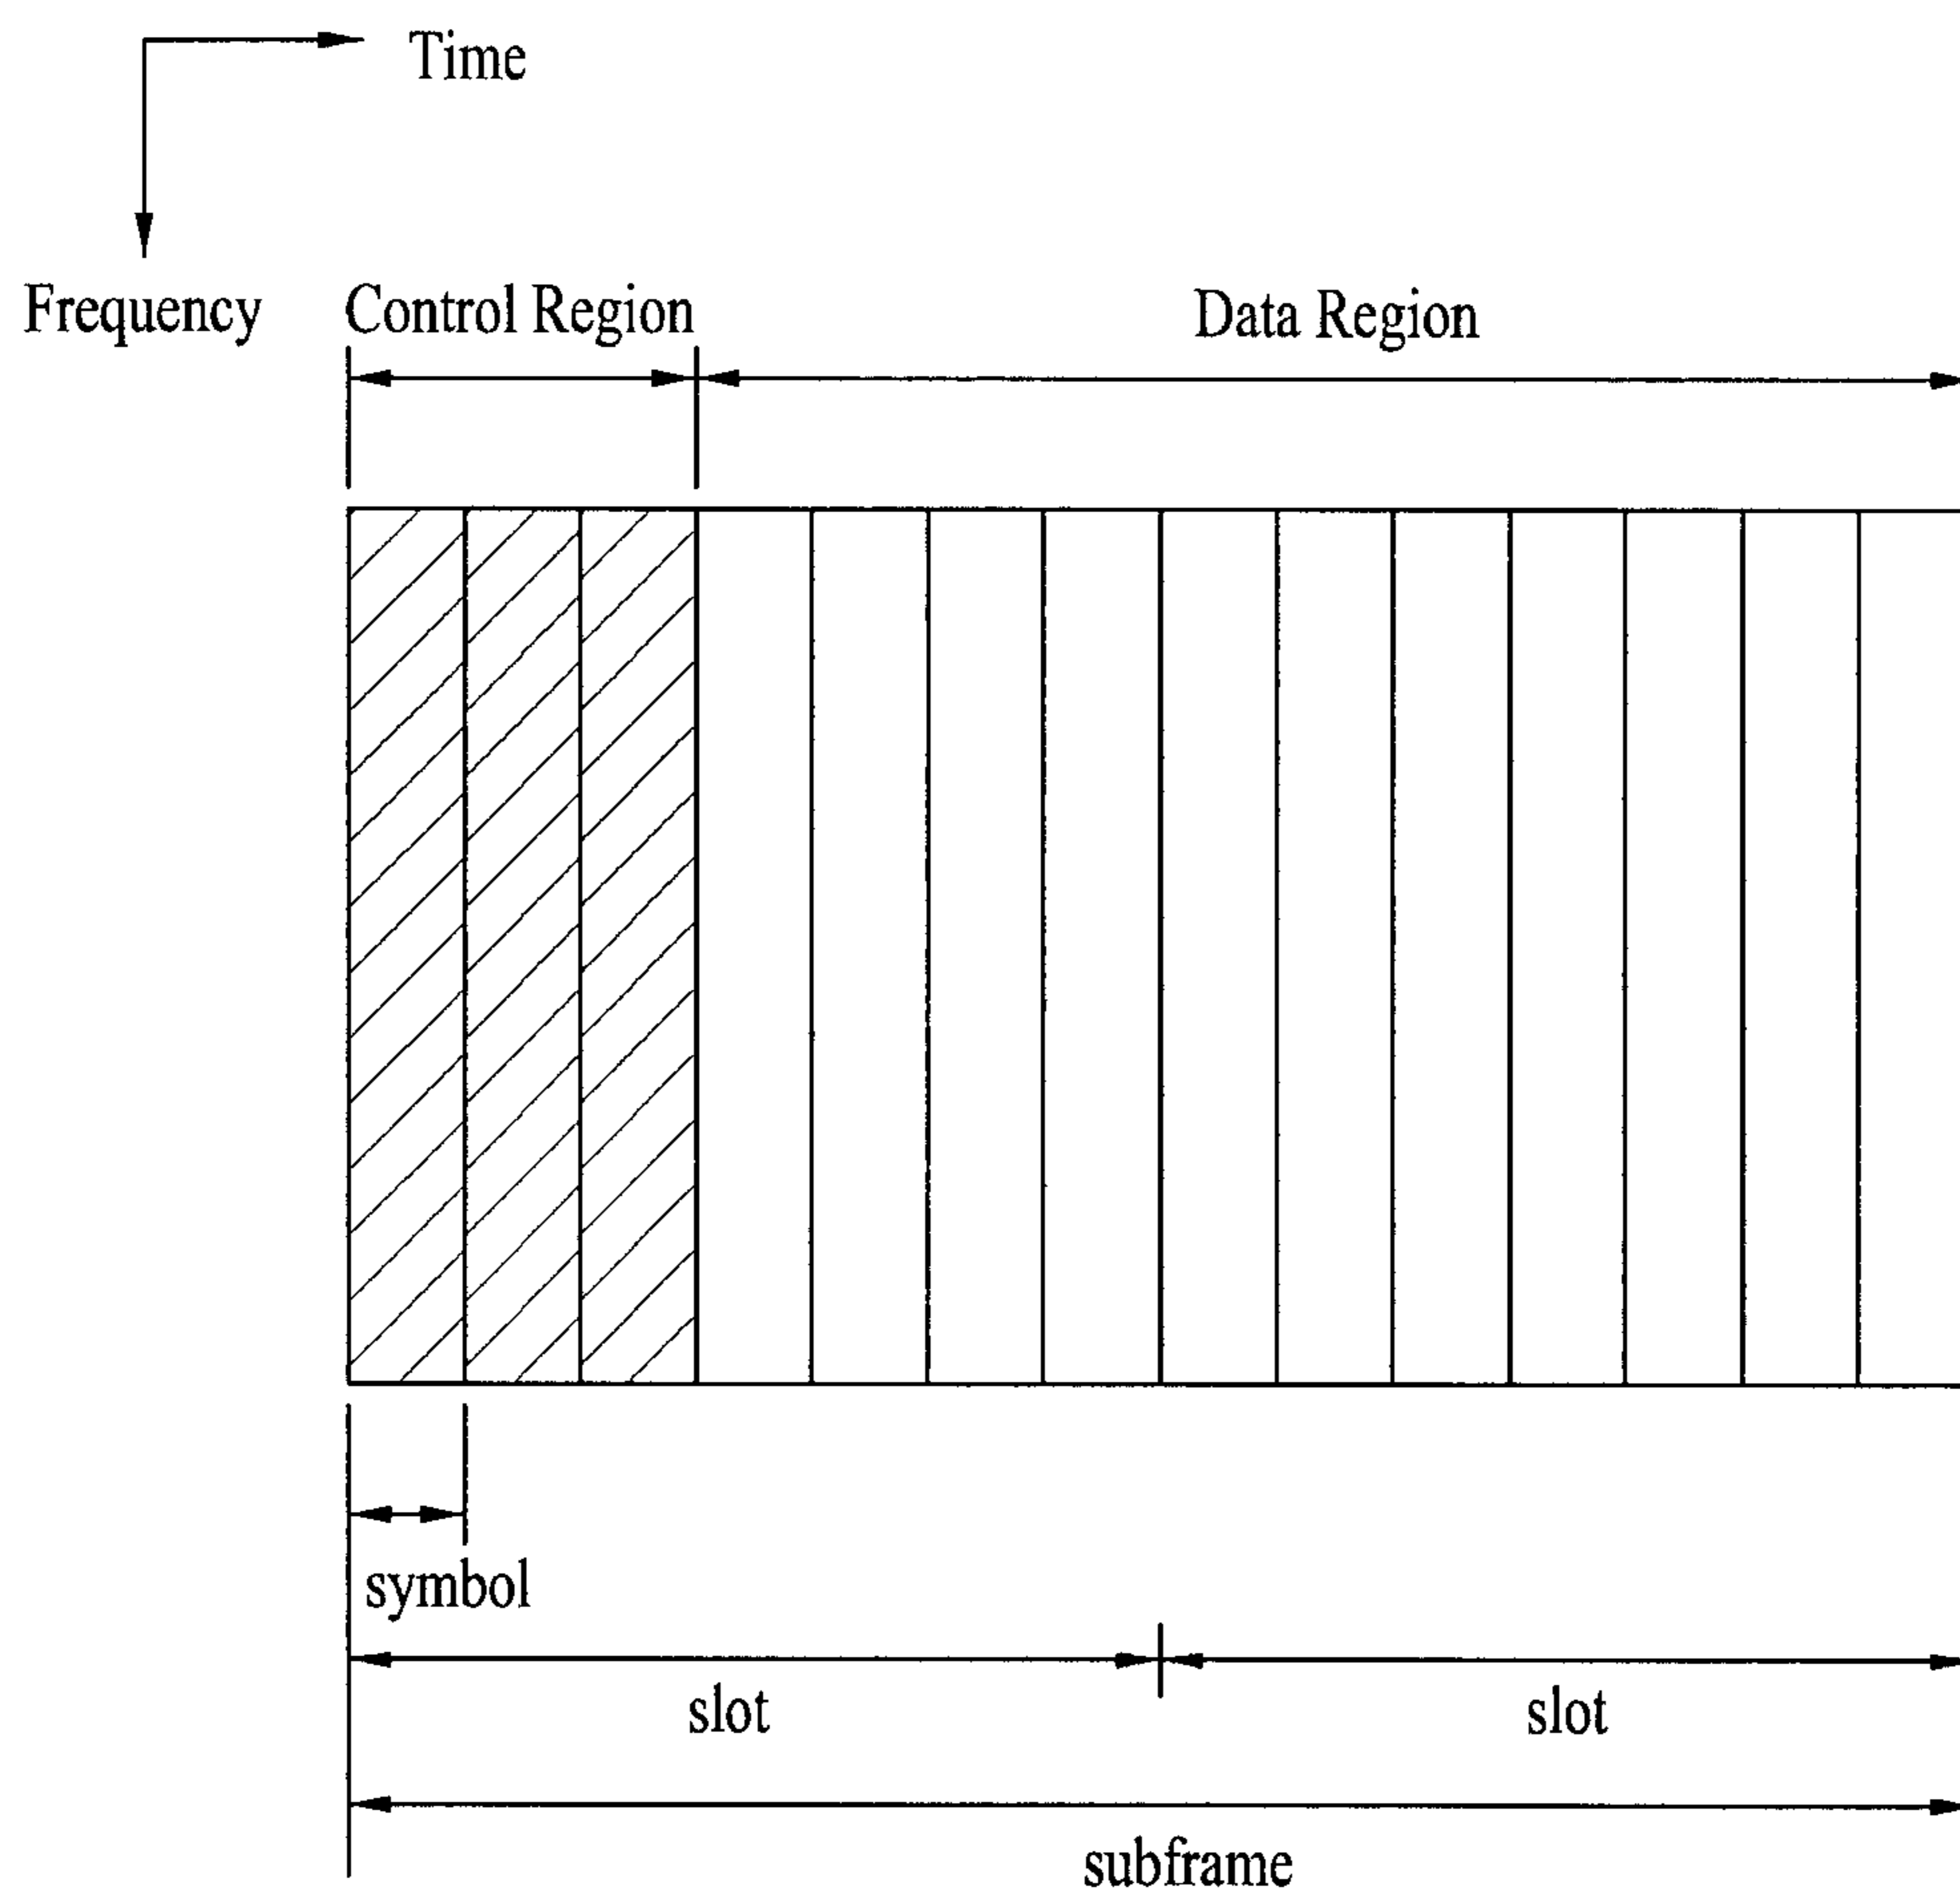 Time
Frequency
Control Region
Data Region
symbol
slot
slot
subframe